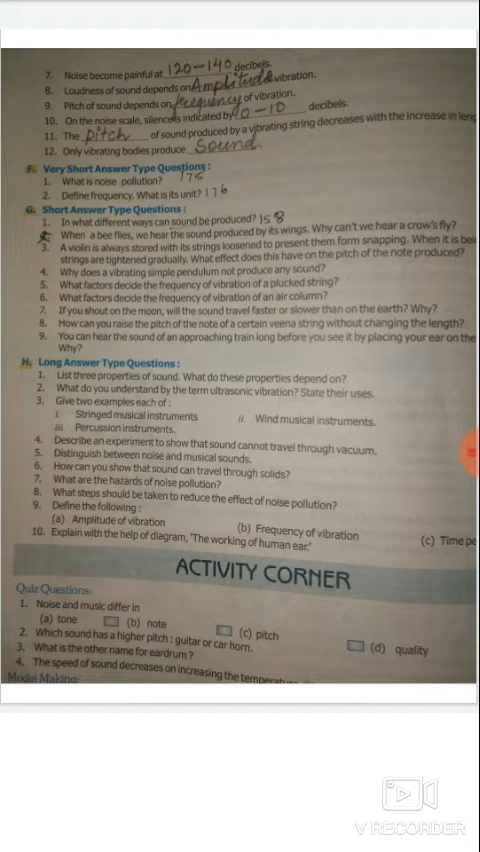 7. Noise become painful at 120-140 decibels.
8. Loudness of sound depends on Amplitude vibration.
9. Pitch of sound depends on frequency of vibration.
10. On the noise scale, silence is indicated by 0-10 decibels.
11. The pitch of sound produced by a vibrating string decreases with the increase in
12. Only vibrating bodies produce Sound.
F. Very Short Answer Type Questions:
1. What is noise pollution? 175
2. Define frequency. What is its unit? 176
G. Short Answer Type Questions:
1. In what different ways can sound be produced? 158
When a bee flies, we hear the sound produced by its wings. Why can't we hear a crow's fly?
3. A violin is always stored with its strings loosened to present them form snapping. When it is
strings are tightened gradually. What effect does this have on the pitch of the note produced?
4. Why does a vibrating simple pendulum not produce any sound?
5. What factors decide the frequency of vibration of a plucked string?
6. What factors decide the frequency of vibration of an air column?
7. If you shout on the moon, will the sound travel faster or slower than on the earth? Why?
8. How can you raise the pitch of the note of a certain veena string without changing the length?
9. You can hear the sound of an approaching train long before you see it by placing your ear on the
Why?
H. Long Answer Type Questions:
1. List three properties of sound. What do these properties depend on?
2. What do you understand by the term ultrasonic vibration? State their uses.
3. Give two examples each of:
i. Stringed musical instruments ii. Wind musical instruments.
iii. Percussion instruments.
4. Describe an experiment to show that sound cannot travel through vacuum.
5. Distinguish between noise and musical sounds.
6. How can you show that sound can travel through solids?
7. What are the hazards of noise pollution?
8. What steps should be taken to reduce the effect of noise pollution?
9. Define the following:
(a) Amplitude of vibration (b) Frequency of vibration (c) Time
10. Explain with the help of diagram, 'The working of human ear.'
ACTIVITY CORNER
Quiz Questions:
1. Noise and music differ in
(a) tone (b) note (c) pitch (d) quality
2. Which sound has a higher pitch: guitar or car horn.
3. What is the other name for eardrum?
4. The speed of sound decreases on increasing the
Model Making:
V RECORDER